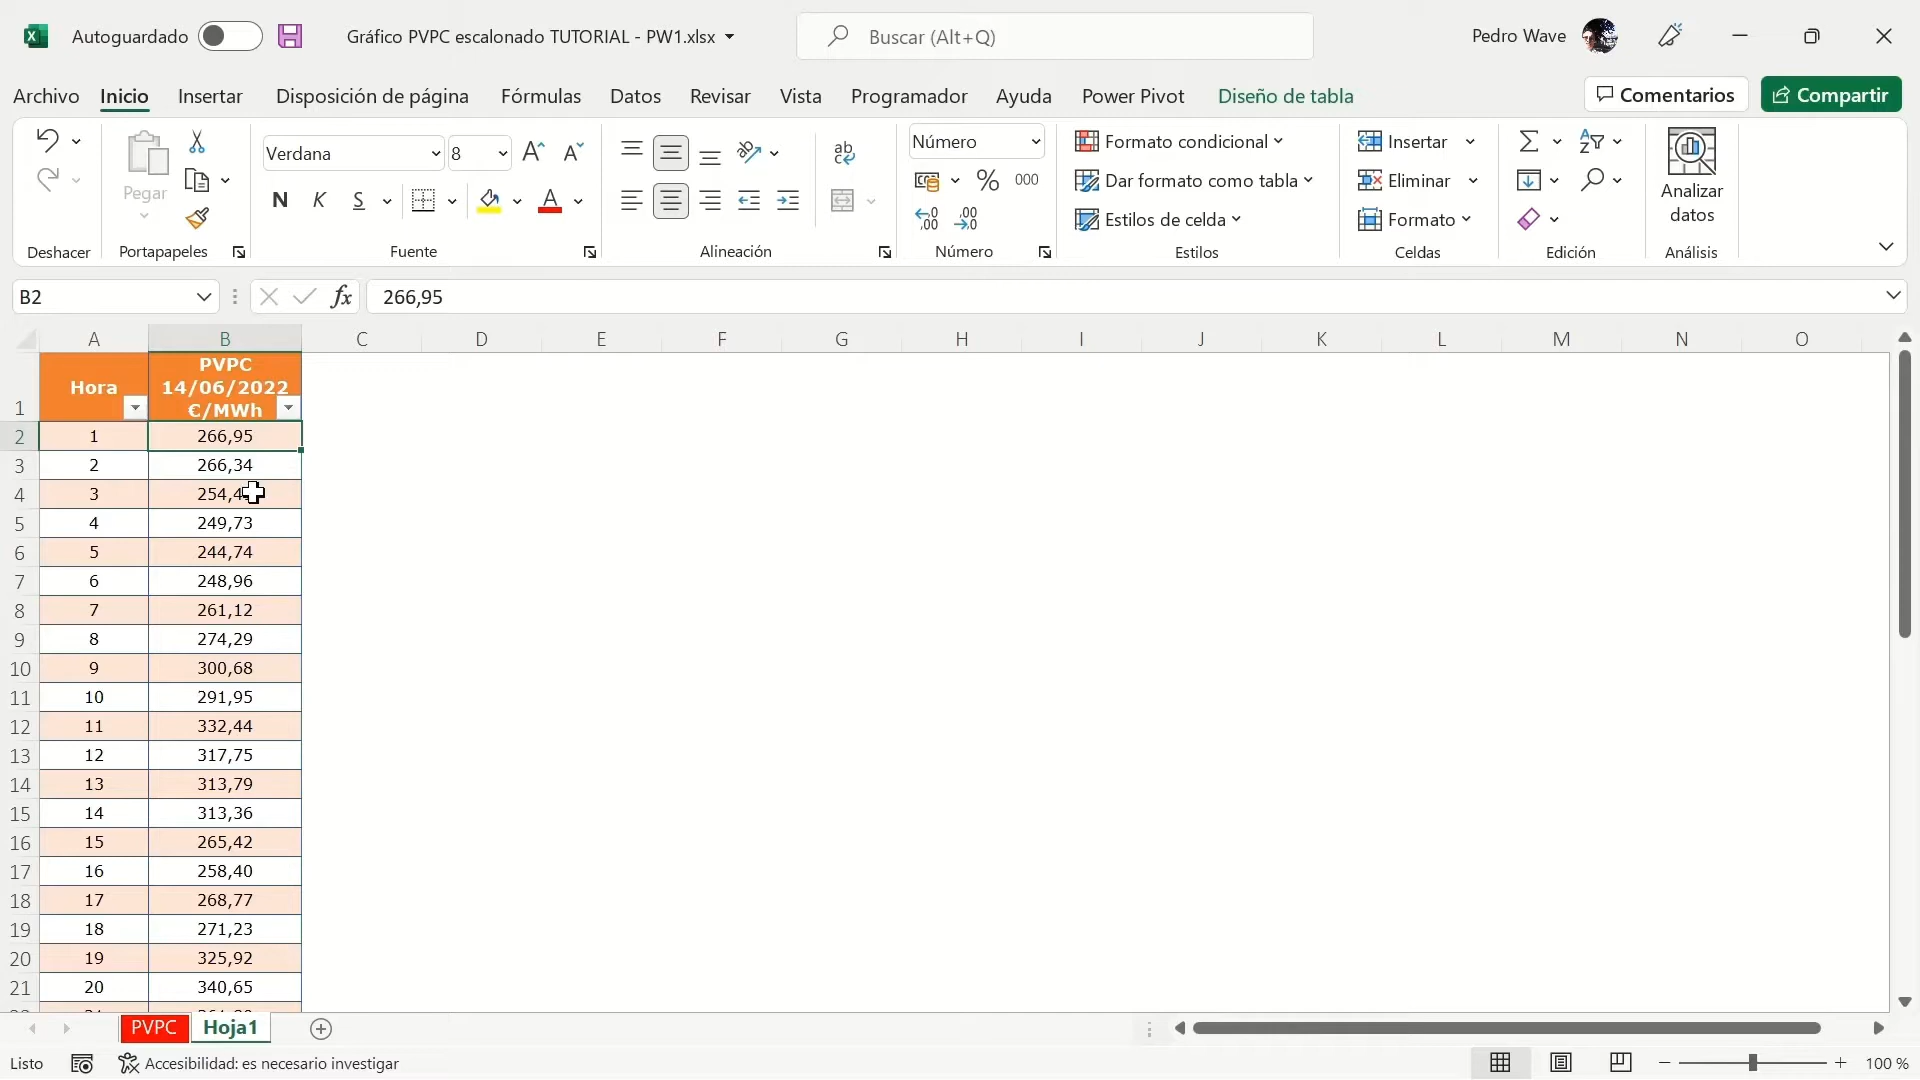 Autoguardado Gráfico PVPC escalonado TUTORIAL - PW1.xlsx Buscar (Alt+Q) Pedro Wave
Archivo Inicio Insertar Disposición de página Fórmulas Datos Revisar Vista Programador Ayuda Power Pivot Diseño de tabla Comentarios Compartir
Pegar Verdana 8 ab Número Formato condicional Insertar Analizar datos
N K S A % 000 Dar formato como tabla Eliminar
Estilos de celda Formato
Deshacer Portapapeles Fuente Alineación Número Estilos Celdas Edición Análisis
B2 fx 266,95
A B C D E F G H I J K L M N O
1 Hora PVPC 14/06/2022 €/MWh
2 1 266,95
3 2 266,34
4 3
5 4 249,73
6 5 244,74
7 6 248,96
8 7 261,12
9 8 274,29
10 9 300,68
11 10 291,95
12 11 332,44
13 12 317,75
14 13 313,79
15 14 313,36
16 15 265,42
17 16 258,40
18 17 268,77
19 18 271,23
20 19 325,92
21 20 340,65
PVPC Hoja1
Listo Accesibilidad: es necesario investigar 100 %